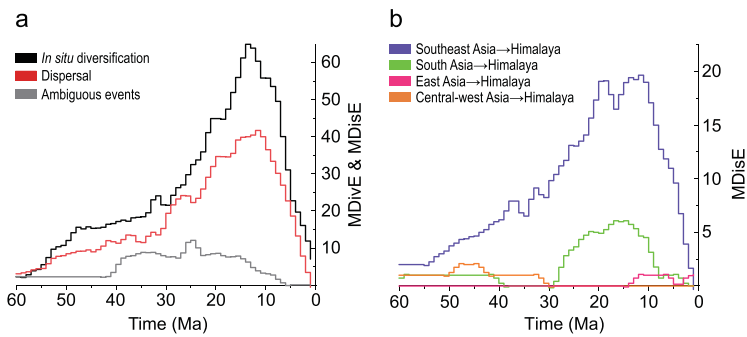 a
In situ diversification
Dispersal
Ambiguous events
60
50
40
30
20
10
MDivE & MDisE
60 50 40 30 20 10 0
Time (Ma)
b
Southeast Asia→Himalaya
South Asia→Himalaya
East Asia→Himalaya
Central-west Asia→Himalaya
20
15
10
5
MDisE
60 50 40 30 20 10 0
Time (Ma)